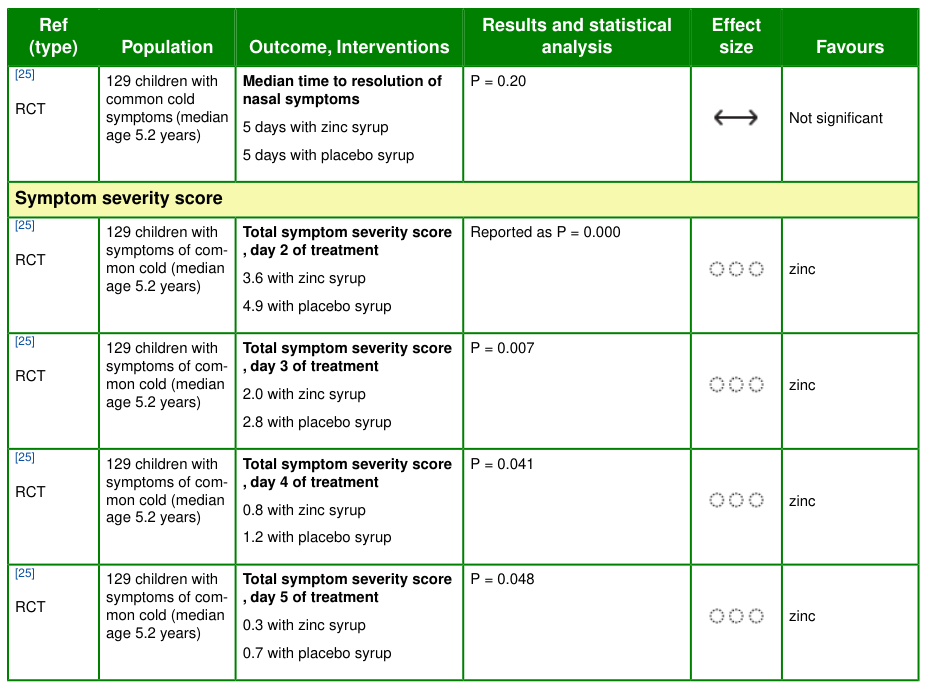 Ref
(type)
Population
Outcome, Interventions
Results and statistical
analysis
Effect
size
Favours
[25]
RCT
129 children with
common cold
symptoms (median
age 5.2 years)
Median time to resolution of
nasal symptoms
5 days with zinc syrup
5 days with placebo syrup
P = 0.20
Not significant
Symptom severity score
[25]
RCT
129 children with
symptoms of com-
mon cold (median
age 5.2 years)
Total symptom severity score
, day 2 of treatment
3.6 with zinc syrup
4.9 with placebo syrup
Reported as P = 0.000
zinc
[25]
RCT
129 children with
symptoms of com-
mon cold (median
age 5.2 years)
Total symptom severity score
, day 3 of treatment
2.0 with zinc syrup
2.8 with placebo syrup
P = 0.007
zinc
[25]
RCT
129 children with
symptoms of com-
mon cold (median
age 5.2 years)
Total symptom severity score
, day 4 of treatment
0.8 with zinc syrup
1.2 with placebo syrup
P = 0.041
zinc
[25]
RCT
129 children with
symptoms of com-
mon cold (median
age 5.2 years)
Total symptom severity score
, day 5 of treatment
0.3 with zinc syrup
0.7 with placebo syrup
P = 0.048
zinc